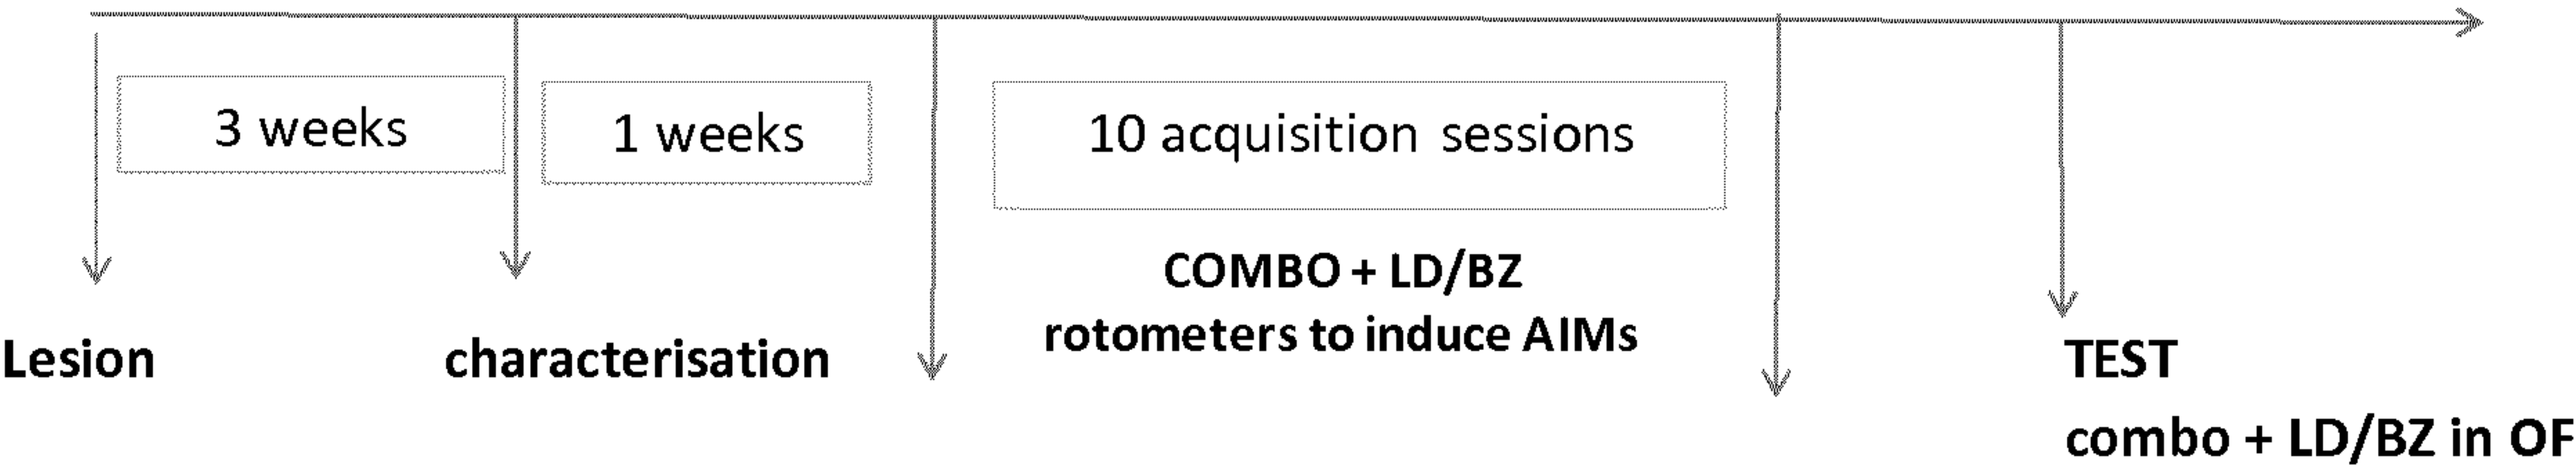 3 weeks
1 weeks
10 acquisition sessions
COMBO + LD/BZ
rotometers to induce AIMs
Lesion
characterisation
TEST
combo + LD/BZ in OF